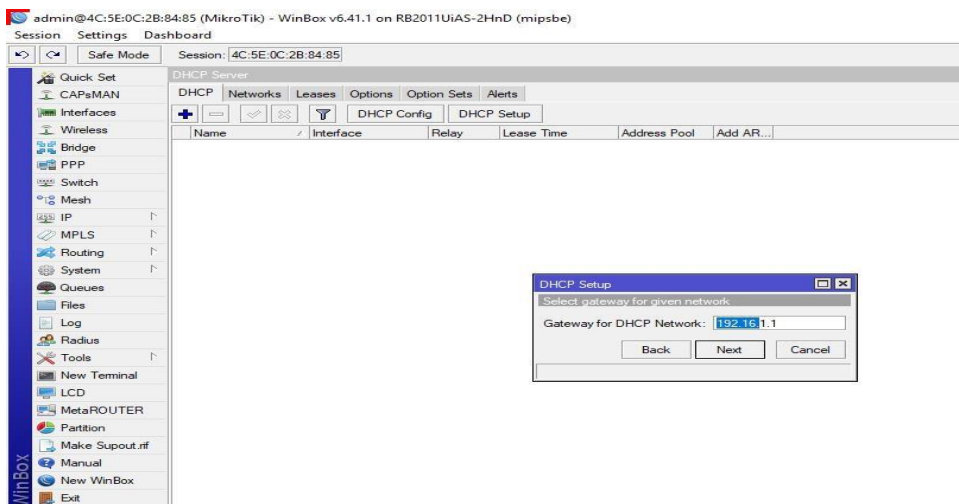 admin@4C:5E:0C:2B:84:85 (MikroTik) - WinBox v6.41.1 on RB2011UiAS-2HnD (mipsbe)
Session Settings Dashboard
Safe Mode Session: 4C:5E:0C:2B:84:85
Quick Set
CAPsMAN
Interfaces
Wireless
Bridge
PPP
Switch
Mesh
IP
MPLS
Routing
System
Queues
Files
Log
Radius
Tools
New Terminal
LCD
MetaROUTER
Partition
Make Supout.rif
Manual
New WinBox
Exit
WinBox
DHCP Server
DHCP Networks Leases Options Option Sets Alerts
DHCP Config DHCP Setup
Name / Interface Relay Lease Time Address Pool Add AR...
DHCP Setup
Select gateway for given network
Gateway for DHCP Network: 192.16.1.1
Back Next Cancel